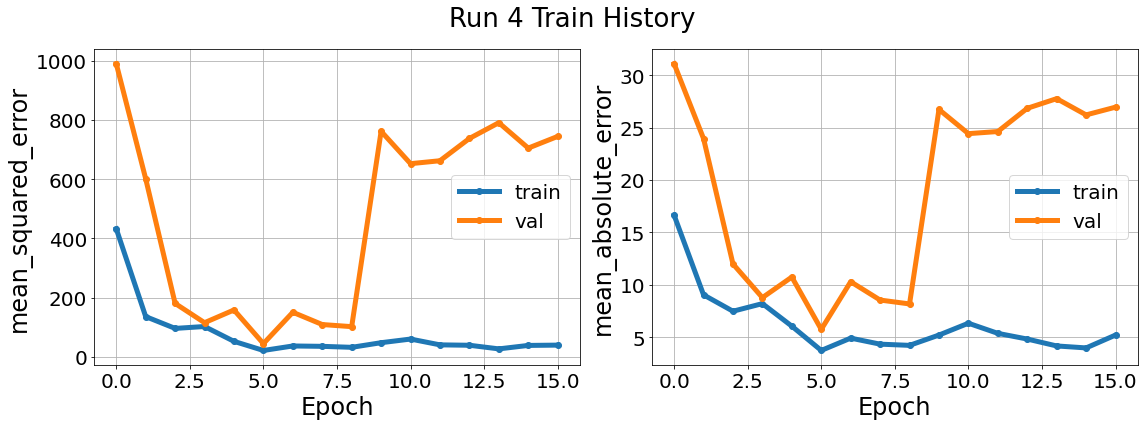 Run 4 Train History
mean_squared_error
1000
800
600
400
200
0
train
val
0.0 2.5 5.0 7.5 10.0 12.5 15.0
Epoch
mean_absolute_error
30
25
20
15
10
5
train
val
0.0 2.5 5.0 7.5 10.0 12.5 15.0
Epoch